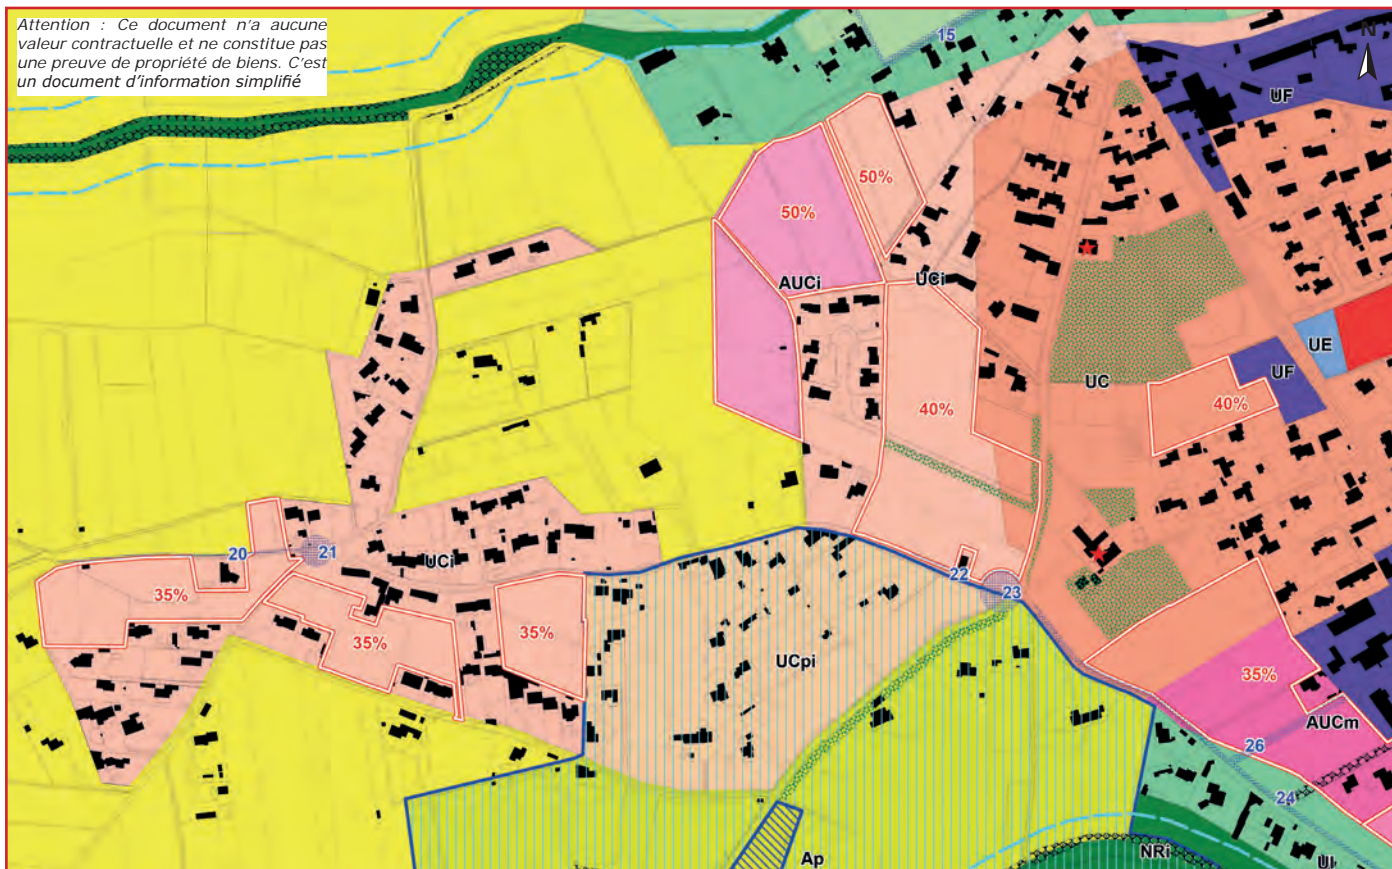 Attention : Ce document n'a aucune
valeur contractuelle et ne constitue pas
une preuve de propriété de biens. C'est
un document d'information simplifié
15
N
UF
50%
50%
AUCi
UCi
UE
UF
UC
40%
40%
20
21
UCi
22
23
35%
35%
35%
UCpi
35%
AUCm
26
24
Ap
NRi